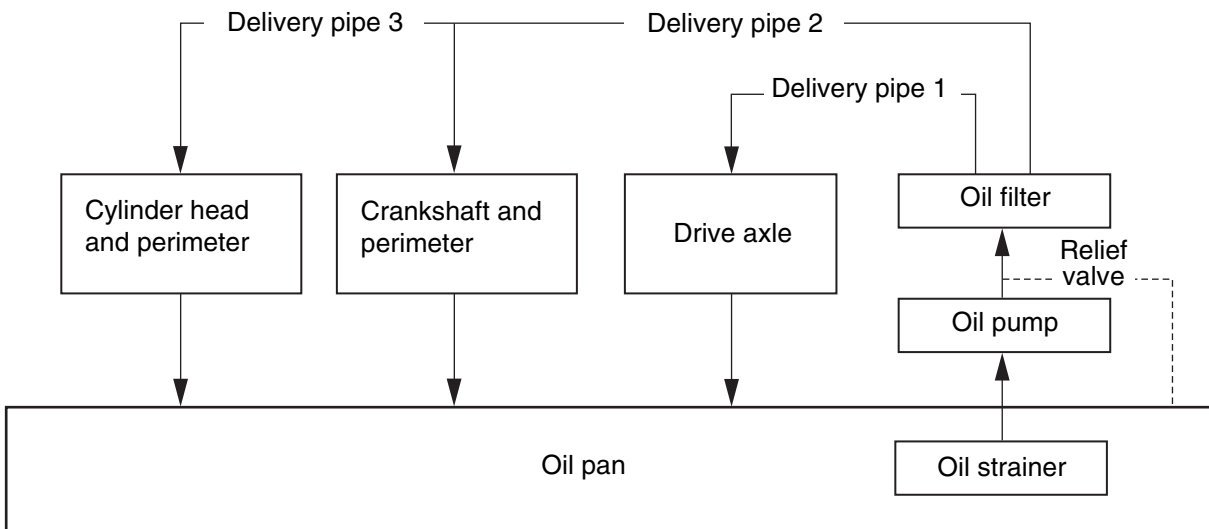 Delivery pipe 3
Delivery pipe 2
Delivery pipe 1
Cylinder head
and perimeter
Crankshaft and
perimeter
Drive axle
Oil filter
Relief
valve
Oil pump
Oil pan
Oil strainer